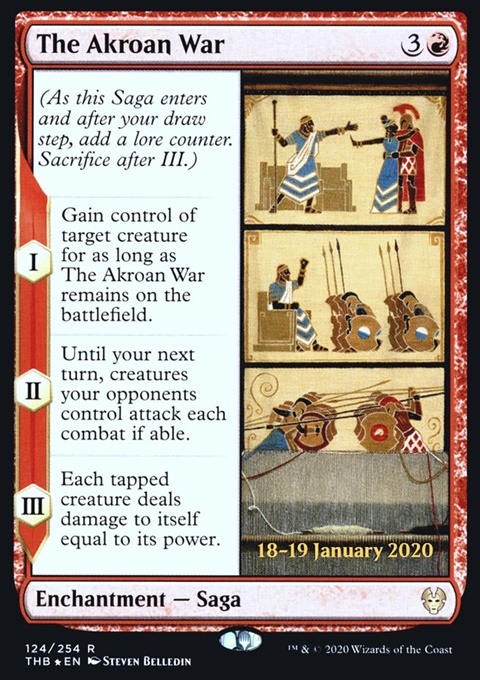 The Akroan War 3
(As this Saga enters
and after your draw
step, add a lore counter.
Sacrifice after III.)
I
Gain control of
target creature
for as long as
The Akroan War
remains on the
battlefield.
II
Until your next
turn, creatures
your opponents
control attack each
combat if able.
III
Each tapped
creature deals
damage to itself
equal to its power.
18–19 January 2020
Enchantment — Saga
124/254 R
THB ★ EN Steven Belledin
™ & © 2020 Wizards of the Coast